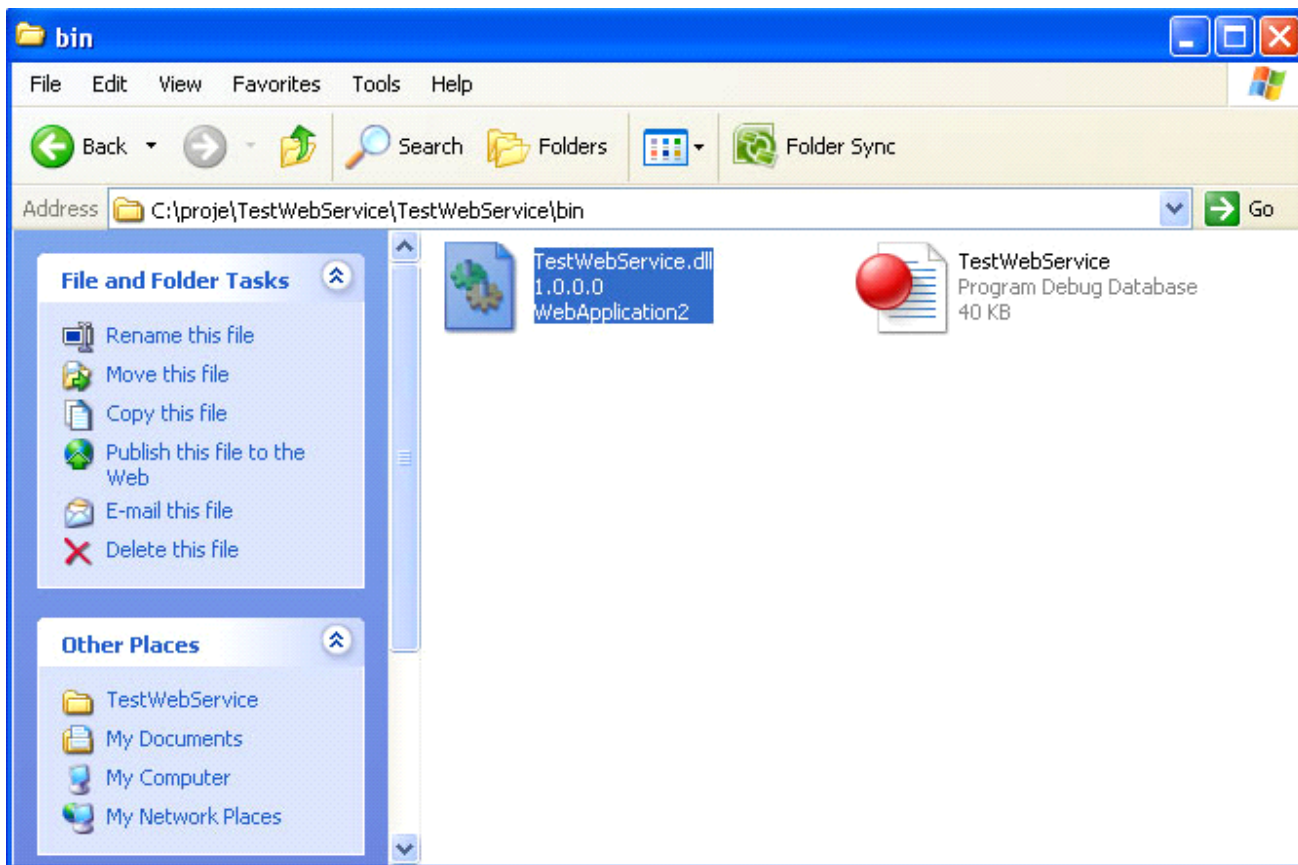 bin
File Edit View Favorites Tools Help
Back Search Folders Folder Sync
Address C:\proje\TestWebService\TestWebService\bin Go
File and Folder Tasks
Rename this file
Move this file
Copy this file
Publish this file to the
Web
E-mail this file
Delete this file
Other Places
TestWebService
My Documents
My Computer
My Network Places
TestWebService.dll
1.0.0.0
WebApplication2
TestWebService
Program Debug Database
40 KB